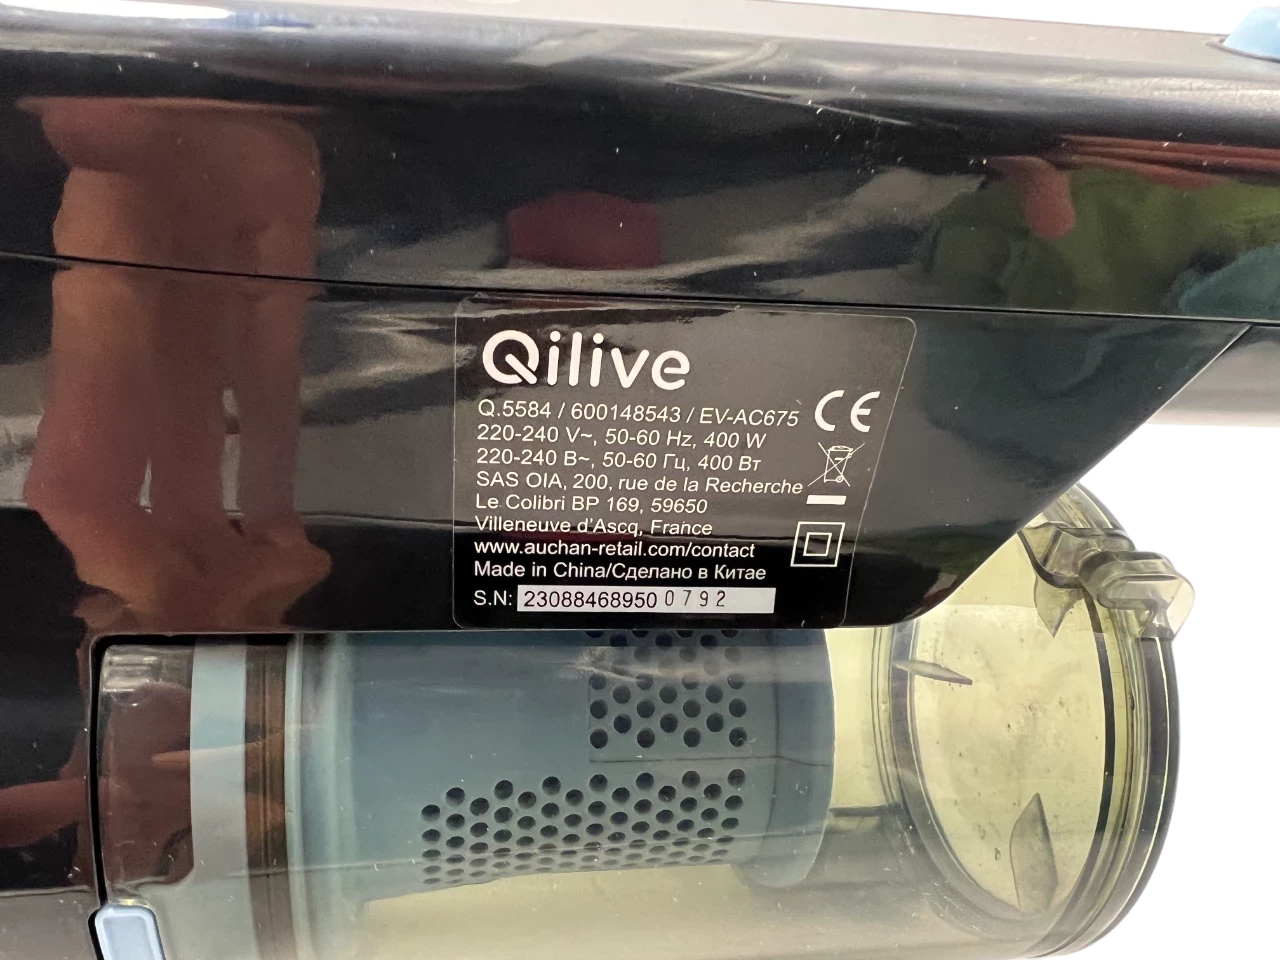 Qilive
Q.5584 / 600148543 / EV-AC675
220-240 V~, 50-60 Hz, 400 W
220-240 В~, 50-60 Гц, 400 Вт
SAS OIA, 200, rue de la Recherche
Le Colibri BP 169, 59650
Villeneuve d'Ascq, France
www.auchan-retail.com/contact
Made in China/Сделано в Китае
S.N: 23088468950 0792
CE